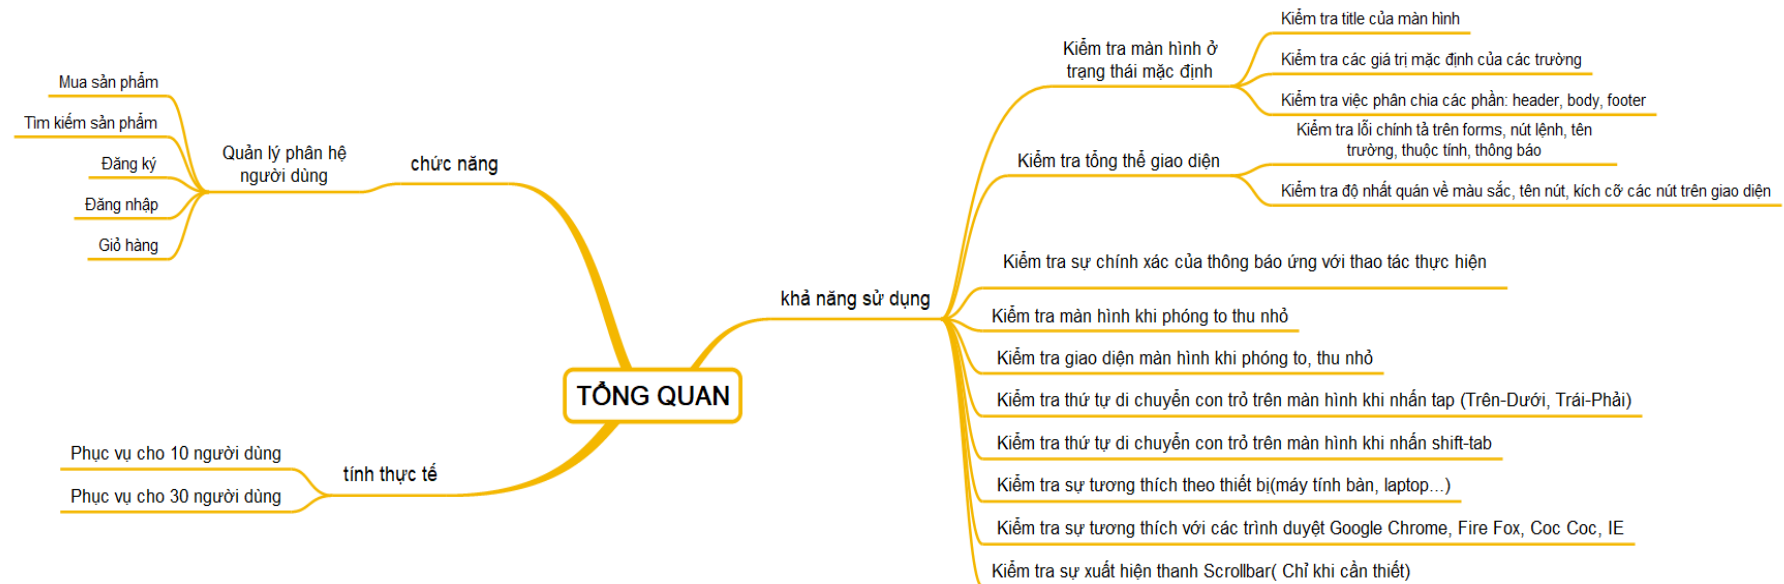 TỔNG QUAN
chức năng
Quản lý phân hệ
người dùng
Mua sản phẩm
Tìm kiếm sản phẩm
Đăng ký
Đăng nhập
Giỏ hàng
tính thực tế
Phục vụ cho 10 người dùng
Phục vụ cho 30 người dùng
khả năng sử dụng
Kiểm tra màn hình ở
trạng thái mặc định
Kiểm tra title của màn hình
Kiểm tra các giá trị mặc định của các trường
Kiểm tra việc phân chia các phần: header, body, footer
Kiểm tra tổng thể giao diện
Kiểm tra lỗi chính tả trên forms, nút lệnh, tên
trường, thuộc tính, thông báo
Kiểm tra độ nhất quán về màu sắc, tên nút, kích cỡ các nút trên giao diện
Kiểm tra sự chính xác của thông báo ứng với thao tác thực hiện
Kiểm tra màn hình khi phóng to thu nhỏ
Kiểm tra giao diện màn hình khi phóng to, thu nhỏ
Kiểm tra thứ tự di chuyển con trỏ trên màn hình khi nhấn tap (Trên-Dưới, Trái-Phải)
Kiểm tra thứ tự di chuyển con trỏ trên màn hình khi nhấn shift-tab
Kiểm tra sự tương thích theo thiết bị(máy tính bàn, laptop...)
Kiểm tra sự tương thích với các trình duyệt Google Chrome, Fire Fox, Coc Coc, IE
Kiểm tra sự xuất hiện thanh Scrollbar( Chỉ khi cần thiết)